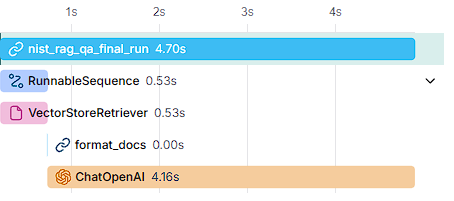 1s 2s 3s 4s
nist_rag_qa_final_run 4.70s
RunnableSequence 0.53s
VectorStoreRetriever 0.53s
format_docs 0.00s
ChatOpenAI 4.16s